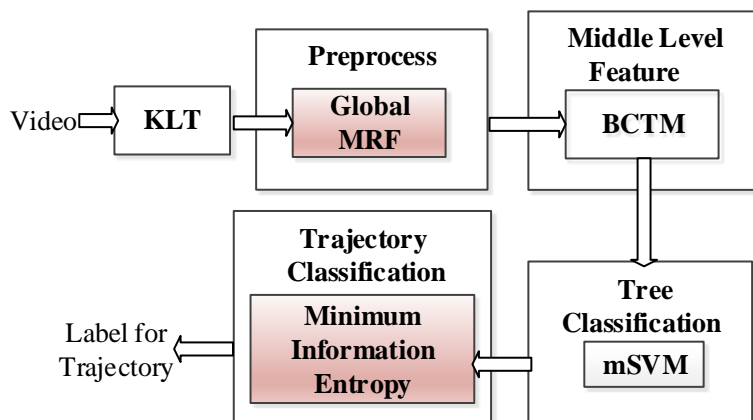 Video
KLT
Preprocess
Global
MRF
Middle Level
Feature
BCTM
Tree
Classification
mSVM
Trajectory
Classification
Minimum
Information
Entropy
Label for
Trajectory